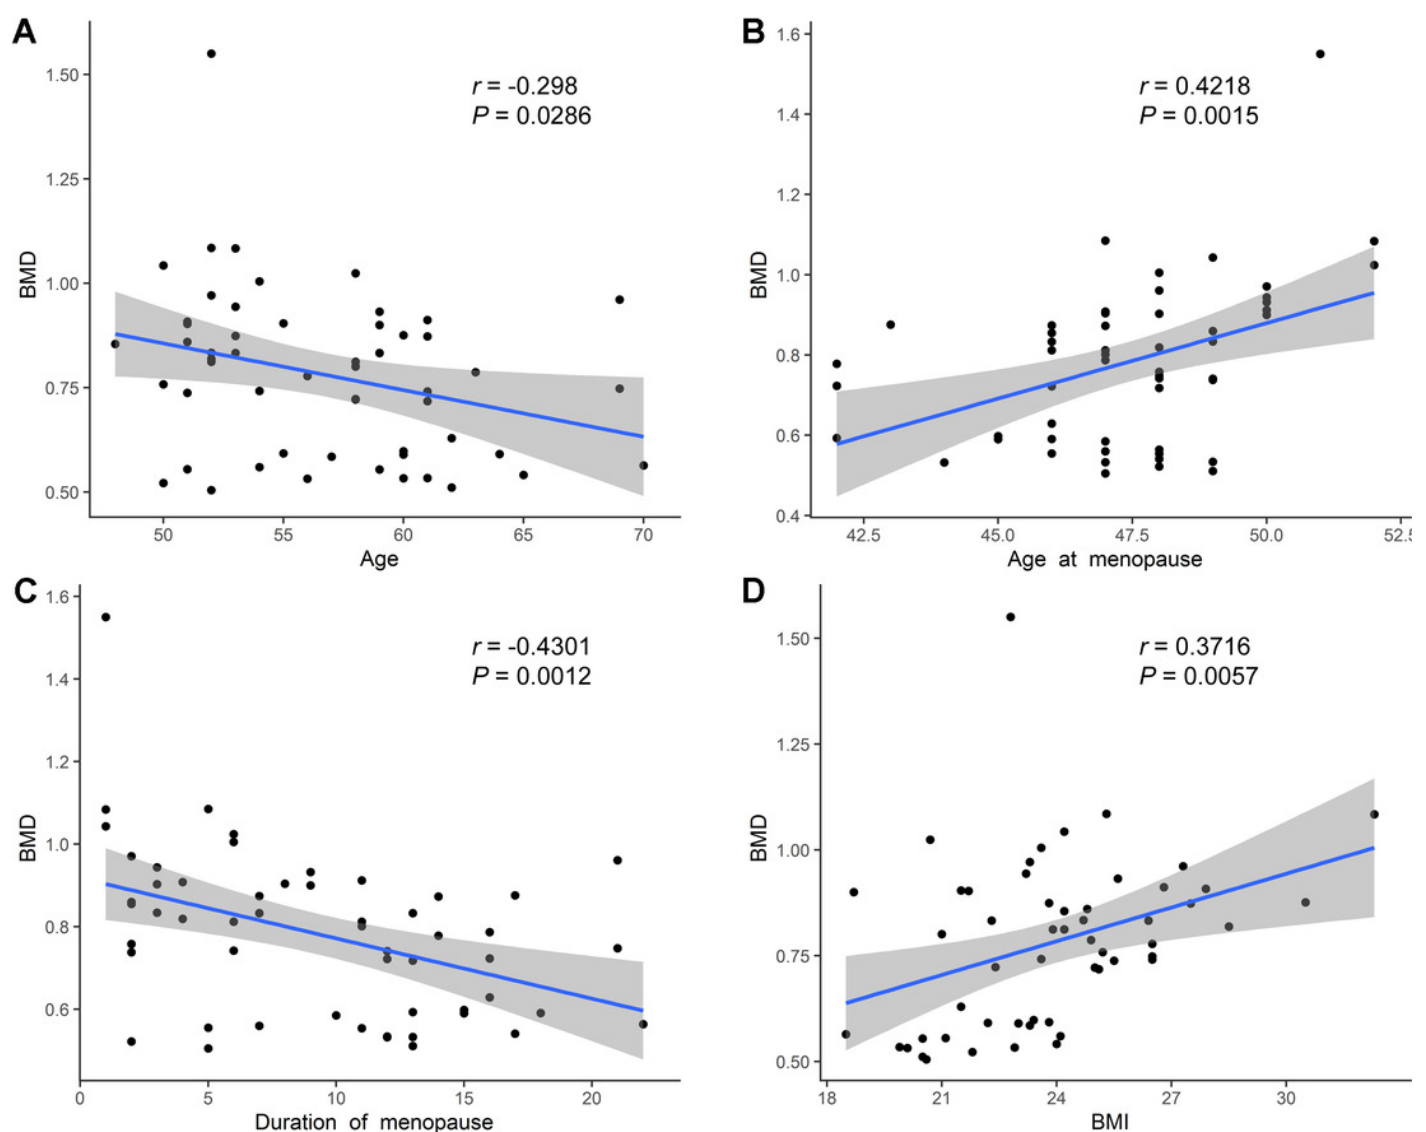 A
r = -0.298
P = 0.0286
BMD
1.50
1.25
1.00
0.75
0.50
50 55 60 65 70
Age
B
r = 0.4218
P = 0.0015
BMD
1.6
1.4
1.2
1.0
0.8
0.6
0.4
42.5 45.0 47.5 50.0 52.5
Age at menopause
C
r = -0.4301
P = 0.0012
BMD
1.6
1.4
1.2
1.0
0.8
0.6
0 5 10 15 20
Duration of menopause
D
r = 0.3716
P = 0.0057
BMD
1.50
1.25
1.00
0.75
0.50
18 21 24 27 30
BMI